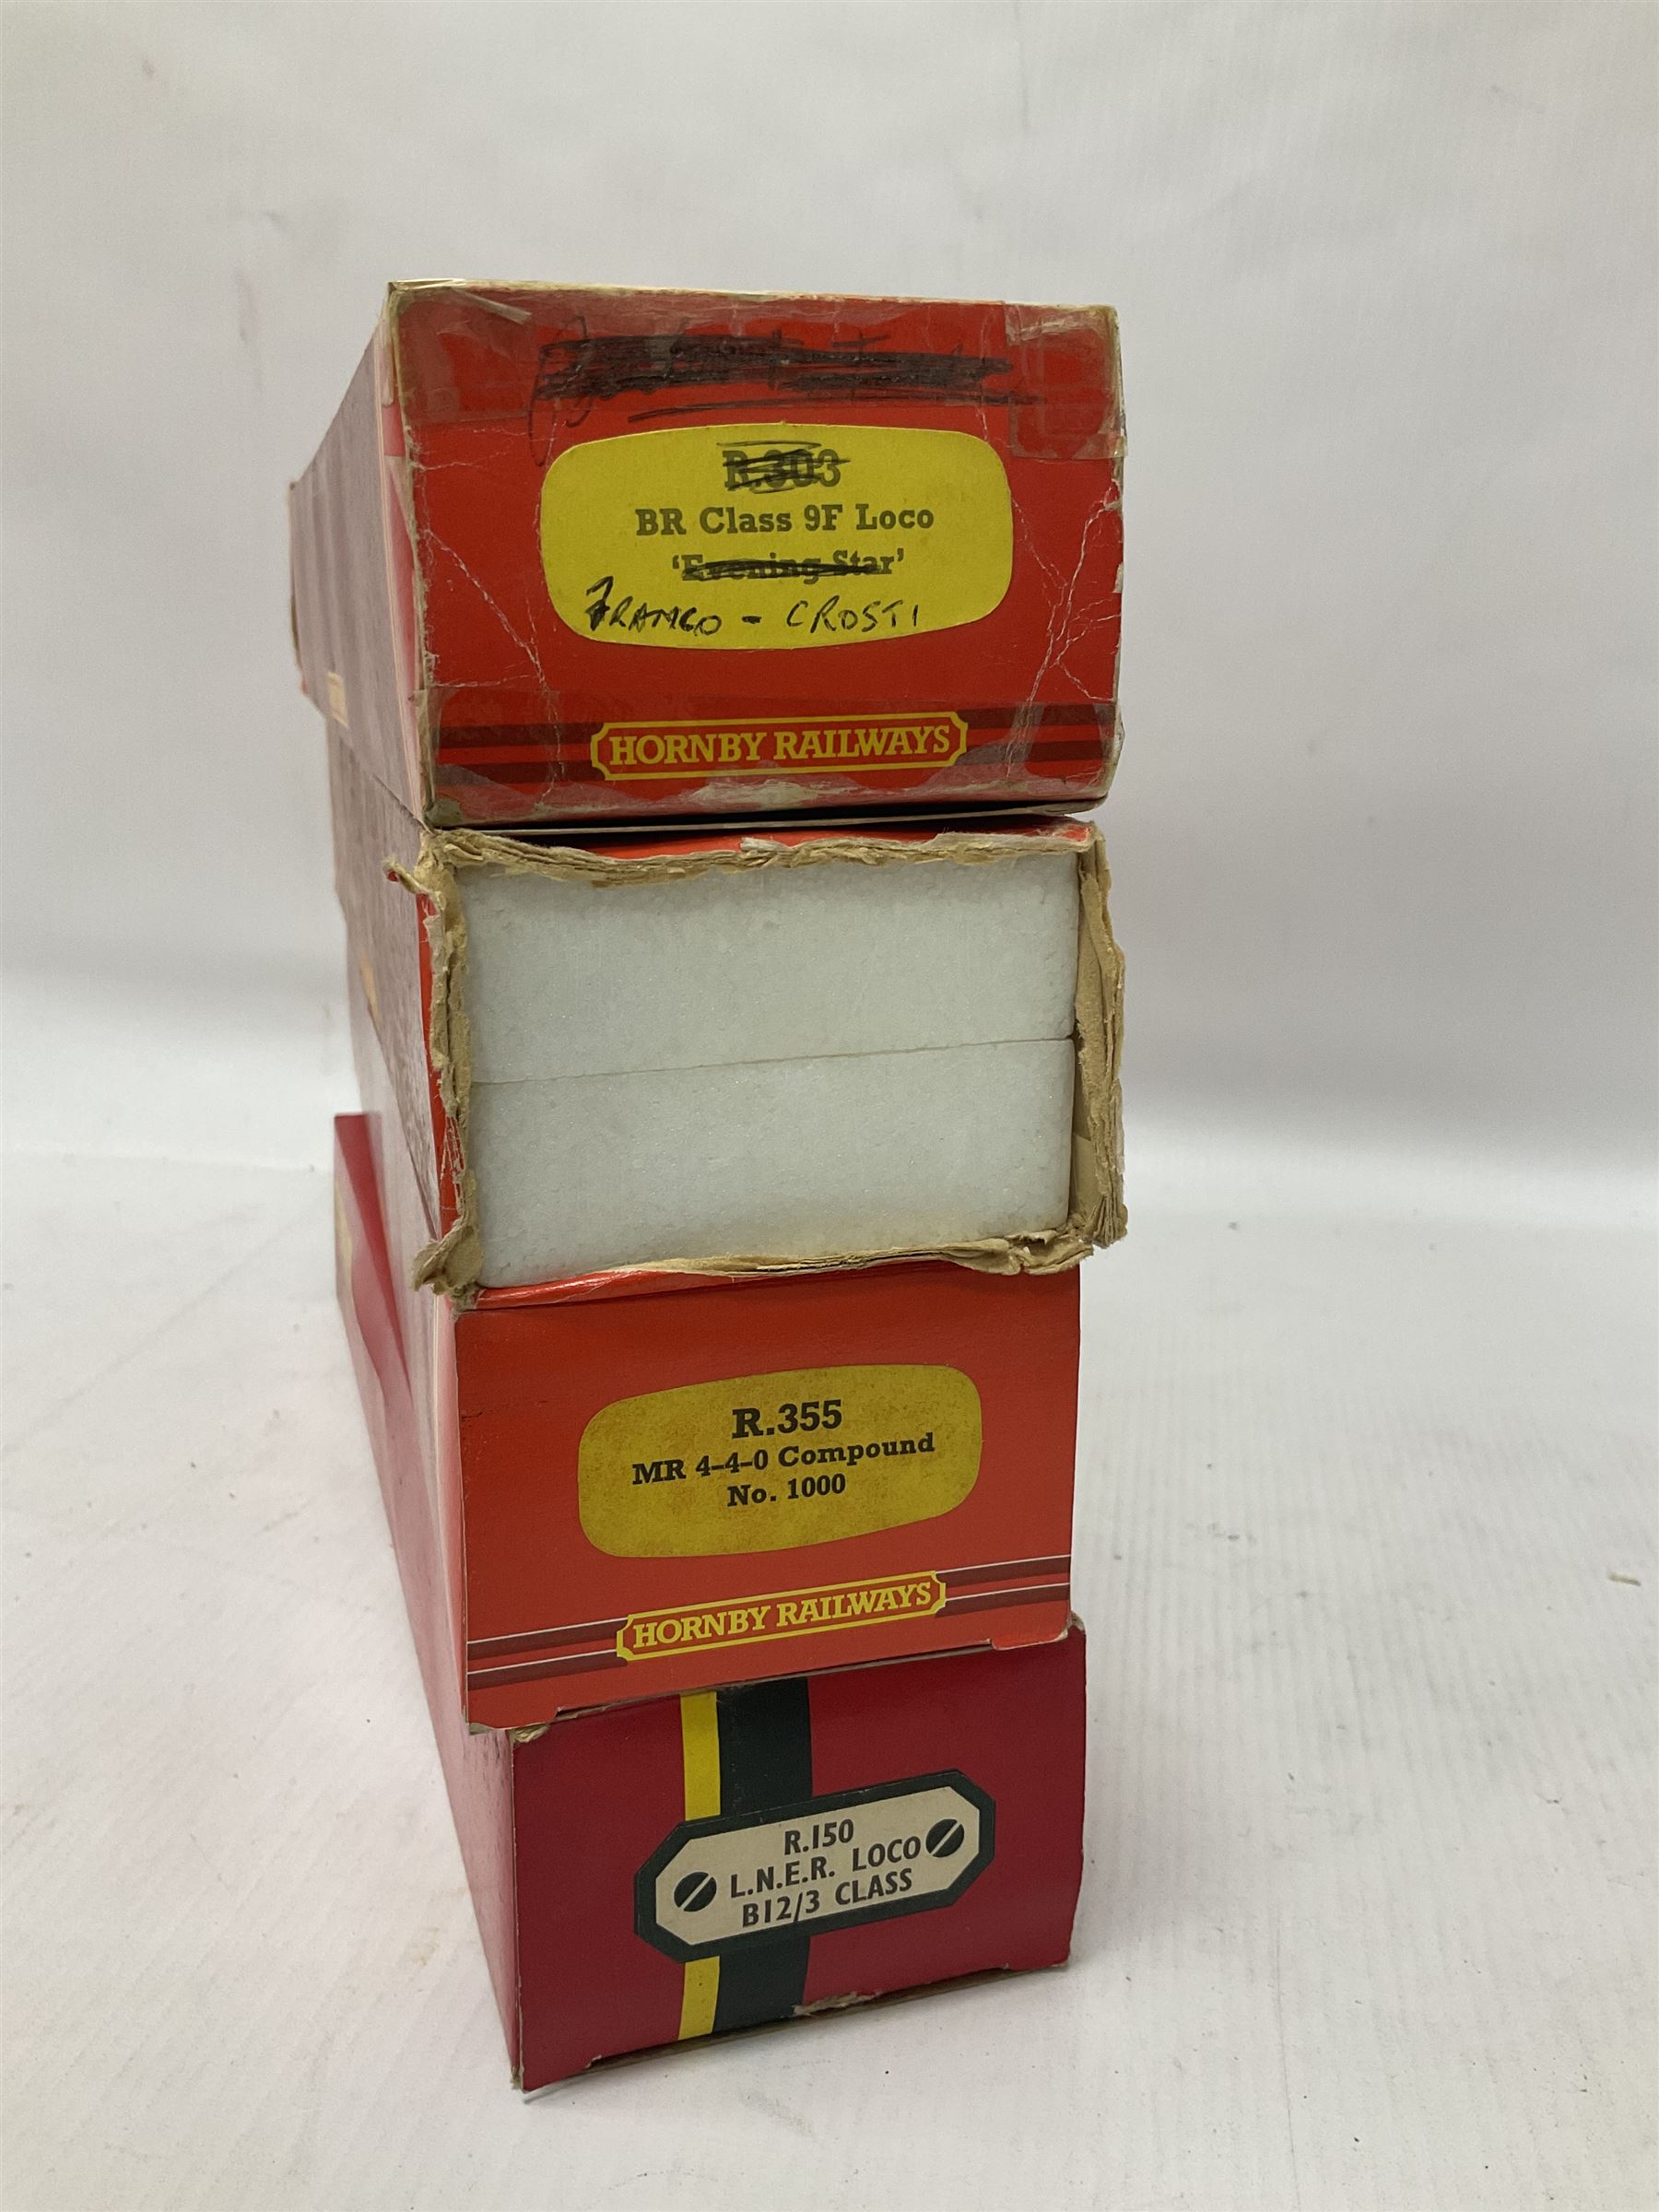 R.303
BR Class 9F Loco
'Evening Star'
FRANCO - CROSTI
HORNBY RAILWAYS
R.355
MR 4-4-0 Compound
No. 1000
HORNBY RAILWAYS
R.150
L.N.E.R. LOCO
B12/3 CLASS